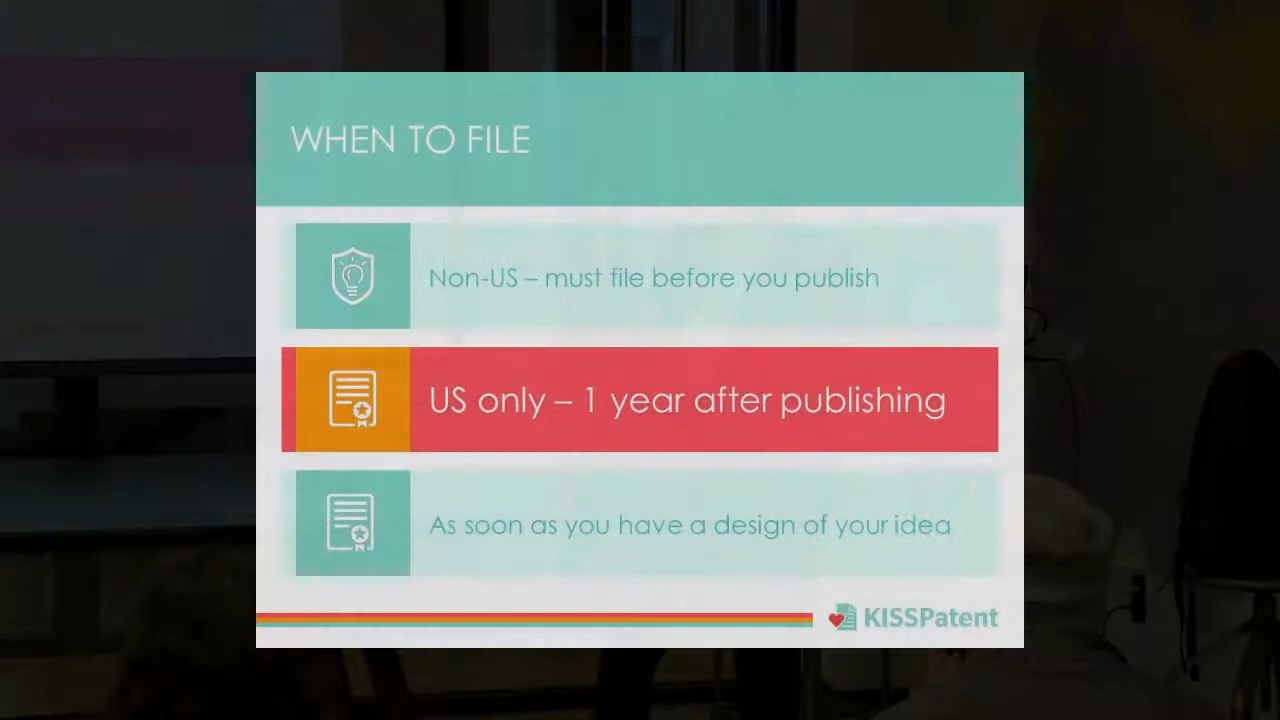 WHEN TO FILE
Non-US – must file before you publish
US only – 1 year after publishing
As soon as you have a design of your idea
KISSPatent